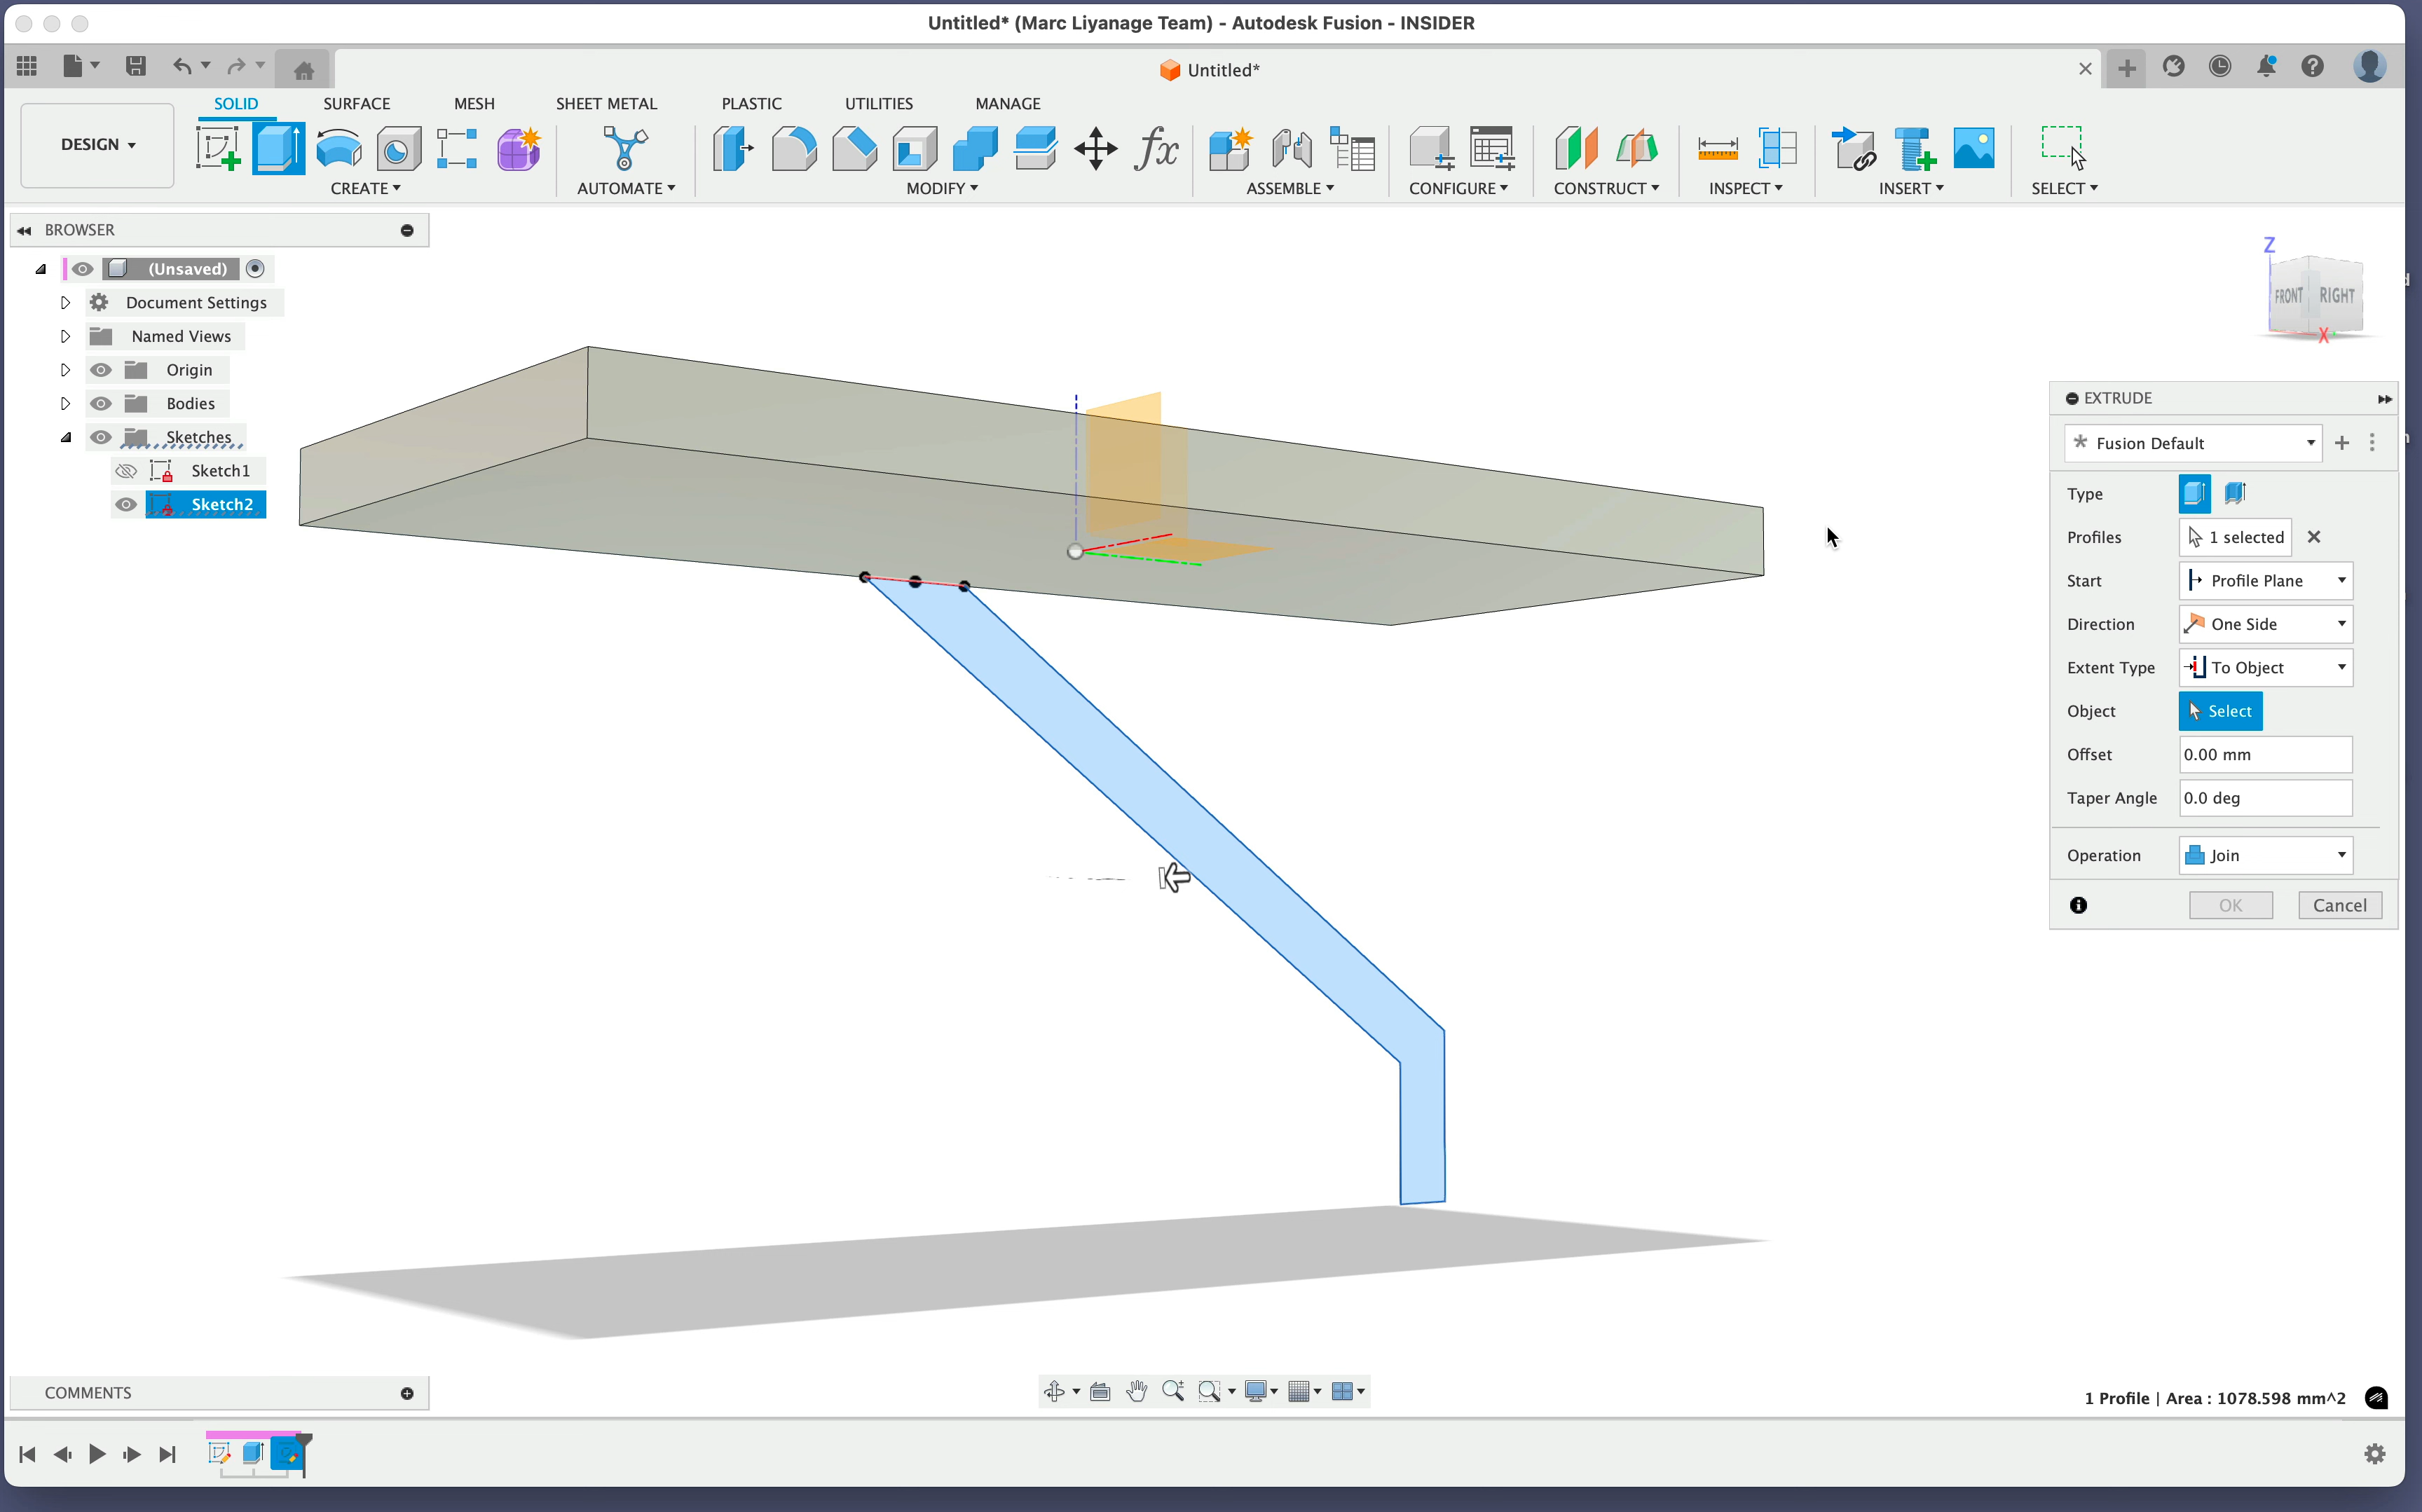 Untitled* (Marc Liyanage Team) - Autodesk Fusion - INSIDER
Untitled*
DESIGN
SOLID SURFACE MESH SHEET METAL PLASTIC UTILITIES MANAGE
fx
CREATE AUTOMATE MODIFY ASSEMBLE CONFIGURE CONSTRUCT INSPECT INSERT SELECT
BROWSER
(Unsaved)
Document Settings
Named Views
Origin
Bodies
Sketches
Sketch1
Sketch2
Z
FRONT RIGHT
X
EXTRUDE
* Fusion Default
Type
Profiles 1 selected
Start Profile Plane
Direction One Side
Extent Type To Object
Object Select
Offset 0.00 mm
Taper Angle 0.0 deg
Operation Join
OK Cancel
COMMENTS
1 Profile | Area : 1078.598 mm^2